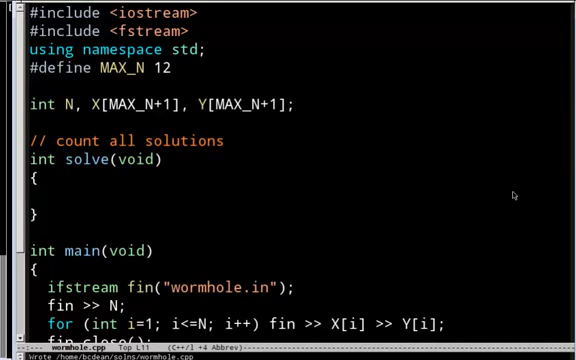 #include <iostream>
#include <fstream>
using namespace std;
#define MAX_N 12
int N, X[MAX_N+1], Y[MAX_N+1];
// count all solutions
int solve(void)
{
}
int main(void)
{
ifstream fin("wormhole.in");
fin >> N;
for (int i=1; i<=N; i++) fin >> X[i] >> Y[i];
fin.close();
--:--- wormhole.cpp Top L11 (C++/l +4 Abbrev)
Wrote /home/bcdean/solns/wormhole.cpp